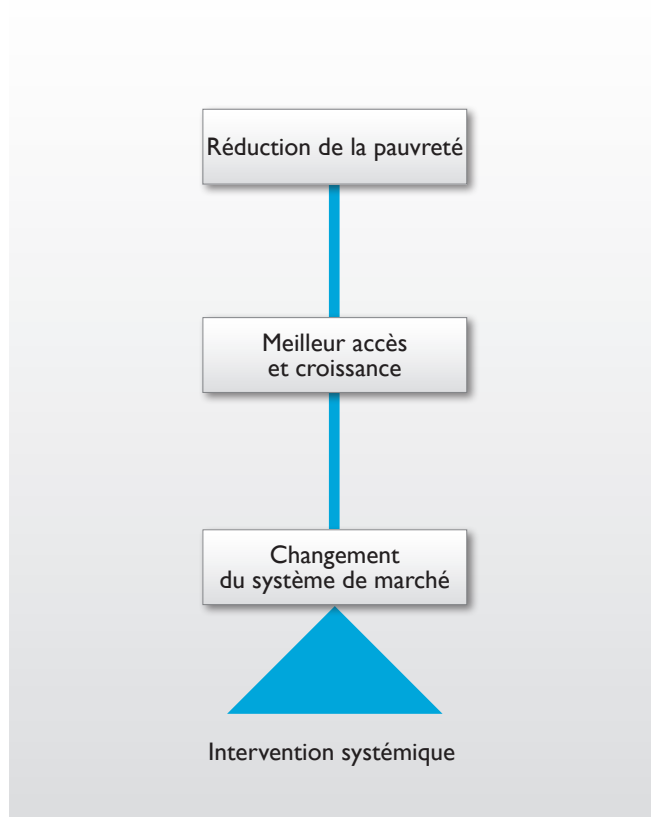 Réduction de la pauvreté
Meilleur accès
et croissance
Changement
du système de marché
Intervention systémique